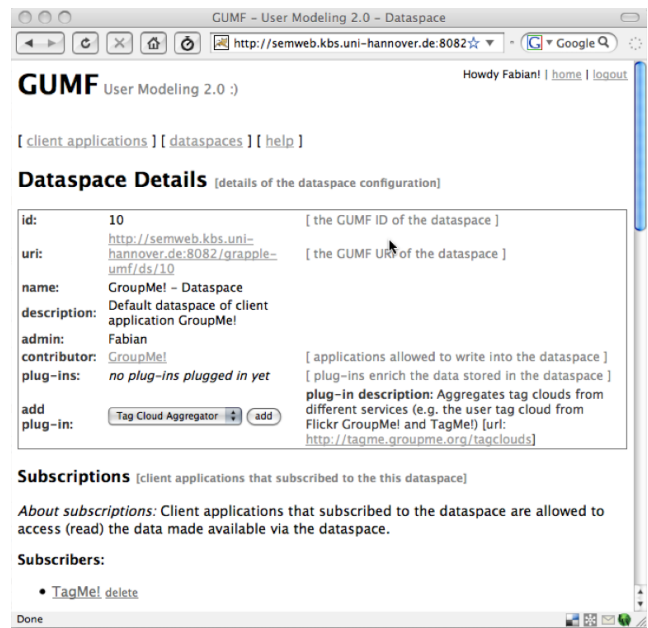 GUMF – User Modeling 2.0 – Dataspace
http://semweb.kbs.uni-hannover.de:8082
Google
Howdy Fabian! | home | logout
GUMF User Modeling 2.0 :)
[ client applications ] [ dataspaces ] [ help ]
Dataspace Details [details of the dataspace configuration]
id: 10 [ the GUMF ID of the dataspace ]
http://semweb.kbs.uni-
uri: hannover.de:8082/grapple- [ the GUMF URI of the dataspace ]
umf/ds/10
name: GroupMe! – Dataspace
description: Default dataspace of client
application GroupMe!
admin: Fabian
contributor: GroupMe! [ applications allowed to write into the dataspace ]
plug-ins: no plug-ins plugged in yet [ plug-ins enrich the data stored in the dataspace ]
add plug-in: Tag Cloud Aggregator add
plug-in description: Aggregates tag clouds from
different services (e.g. the user tag cloud from
Flickr GroupMe! and TagMe!) [url:
http://tagme.groupme.org/tagclouds]
Subscriptions [client applications that subscribed to the this dataspace]
About subscriptions: Client applications that subscribed to the dataspace are allowed to
access (read) the data made available via the dataspace.
Subscribers:
• TagMe! delete
Done